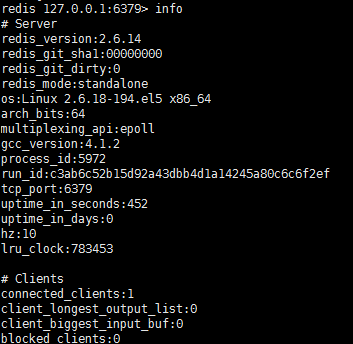 redis 127.0.0.1:6379> info
# Server
redis_version:2.6.14
redis_git_sha1:00000000
redis_git_dirty:0
redis_mode:standalone
os:Linux 2.6.18-194.el5 x86_64
arch_bits:64
multiplexing_api:epoll
gcc_version:4.1.2
process_id:5972
run_id:c3ab6c52b15d92a43dbb4d1a14245a80c6c6f2ef
tcp_port:6379
uptime_in_seconds:452
uptime_in_days:0
hz:10
lru_clock:783453
# Clients
connected_clients:1
client_longest_output_list:0
client_biggest_input_buf:0
blocked_clients:0